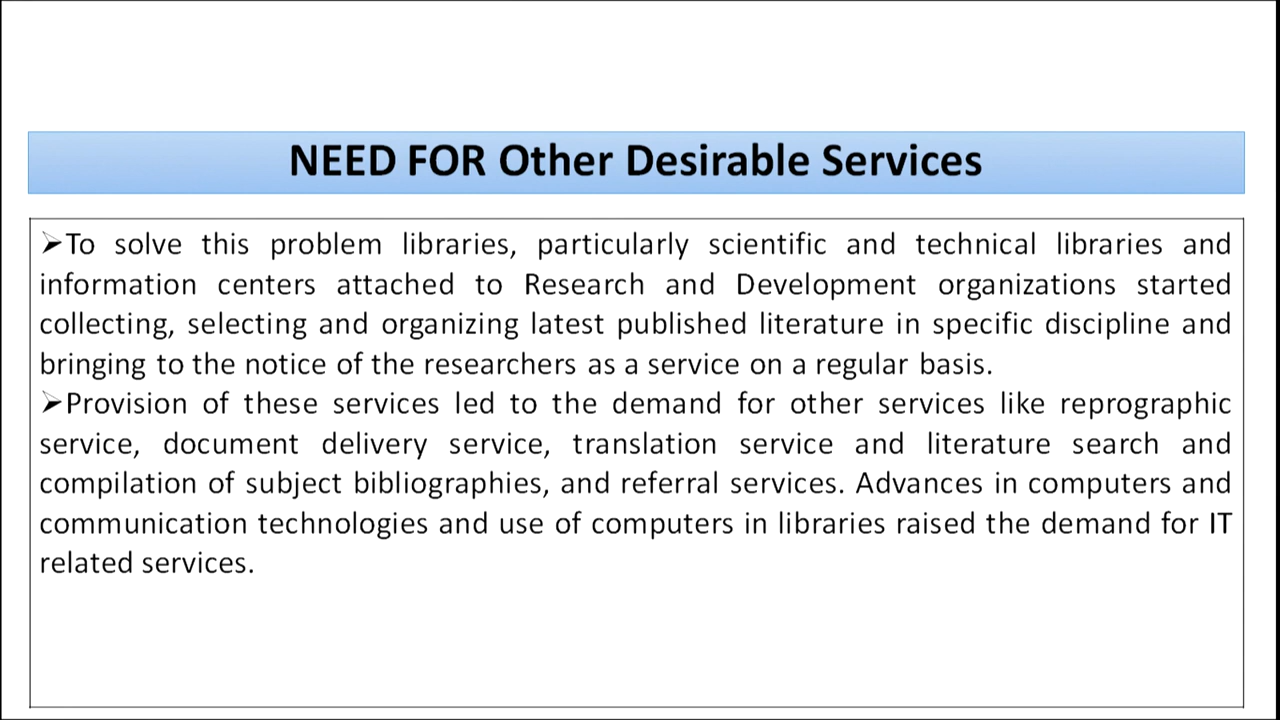 NEED FOR Other Desirable Services
➢To solve this problem libraries, particularly scientific and technical libraries and
information centers attached to Research and Development organizations started
collecting, selecting and organizing latest published literature in specific discipline and
bringing to the notice of the researchers as a service on a regular basis.
➢Provision of these services led to the demand for other services like reprographic
service, document delivery service, translation service and literature search and
compilation of subject bibliographies, and referral services. Advances in computers and
communication technologies and use of computers in libraries raised the demand for IT
related services.